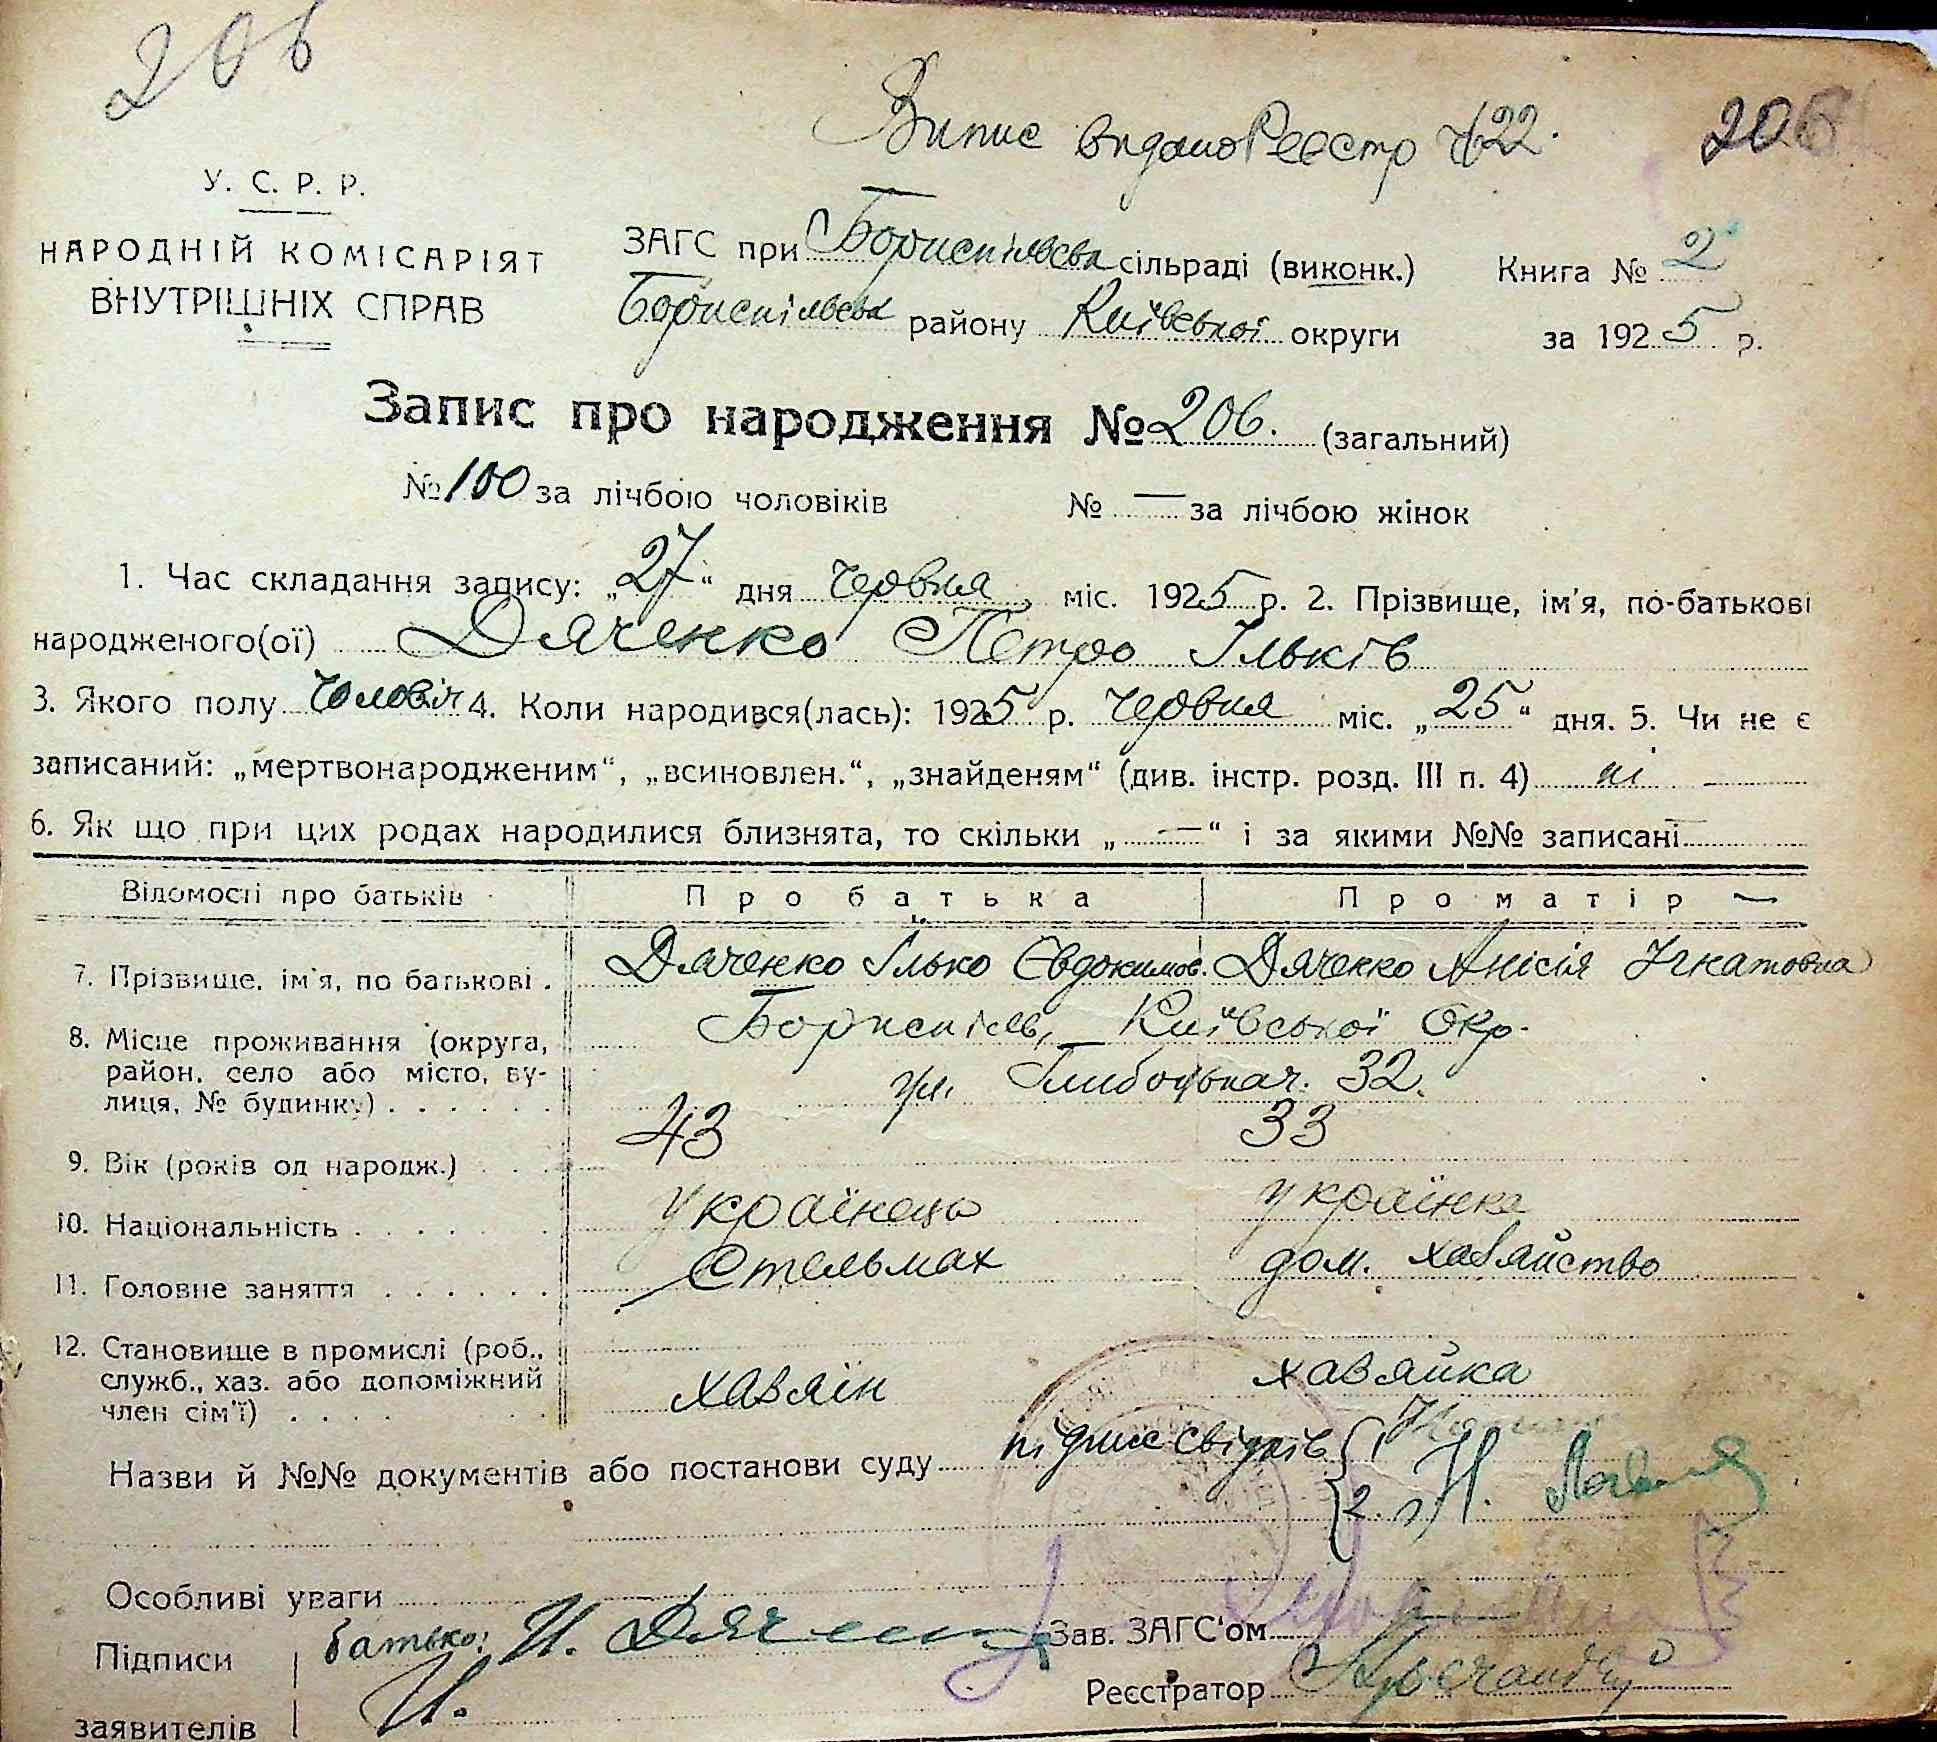 206
Випис видано Реєстр №22.
206
У. С. Р. Р.
НАРОДНІЙ КОМІСАРІЯТ
ВНУТРІШНІХ СПРАВ
ЗАГС при Бориспільська сільраді (виконк.) Книга № 2
Бориспільська району Київської округи за 1925 р.
Запис про народження № 206. (загальний)
№ 100 за лічбою чоловіків № — за лічбою жінок
1. Час складання запису: „27“ дня червня міс. 1925 р. 2. Прізвище, ім'я, по-батькові
народженого(ої) Дяченко Петро Ільків
3. Якого полу чоловіч 4. Коли народився(лась): 1925 р. червня міс. „25“ дня. 5. Чи не є
записаний: „мертвонародженим“, „всиновлен.“, „знайденям“ (див. інстр. розд. III п. 4) ні —
6. Як що при цих родах народилися близнята, то скільки „—“ і за якими №№ записані —
Відомості про батьків Про батька Про матір
7. Прізвище, ім'я, по батькові . Дяченко Ілько Євдокимов. Дяченко Анісія Ігнатовна
8. Місце проживання (округа, Бориспіль, Київської Окр.
район, село або місто, ву-
лиця, № будинку) . . . . . . ул. 32.
9. Вік (років од народж.) . . . 43 33
10. Національність . . . . . . українець українка
11. Головне заняття . . . . . . Стельмах дом. хазяйство
12. Становище в промислі (роб.,
служб., хаз. або допоміжний хазяїн хазяйка
член сім'ї) . . . .
Назви й №№ документів або постанови суду підпис свідків { 1
2.
Особливі уваги
Підписи батько: И. Дяченко Зав. ЗАГС'ом
заявителів И. Реєстратор